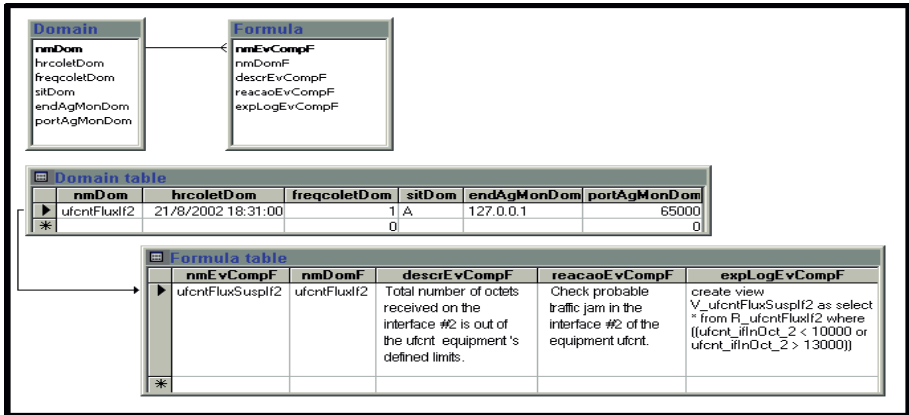 Domain
nmDom
hrcoletDom
freqcoletDom
sitDom
endAgMonDom
portAgMonDom
Formula
nmEvCompF
nmDomF
descrEvCompF
reacaoEvCompF
expLogEvCompF
Domain table
nmDom hrcoletDom freqcoletDom sitDom endAgMonDom portAgMonDom
ufcntFluxIf2 21/8/2002 18:31:00 1 A 127.0.0.1 65000
0 0
Formula table
nmEvCompF nmDomF descrEvCompF reacaoEvCompF expLogEvCompF
ufcntFluxSuspIf2 ufcntFluxIf2
Total number of octets
received on the
interface #2 is out of
the ufcnt equipment's
defined limits.
Check probable
traffic jam in the
interface #2 of the
equipment ufcnt.
create view
V_ufcntFluxSuspIf2 as select
* from R_ufcntFluxIf2 where
((ufcnt_ifInOct_2 < 10000 or
ufcnt_ifInOct_2 > 13000))